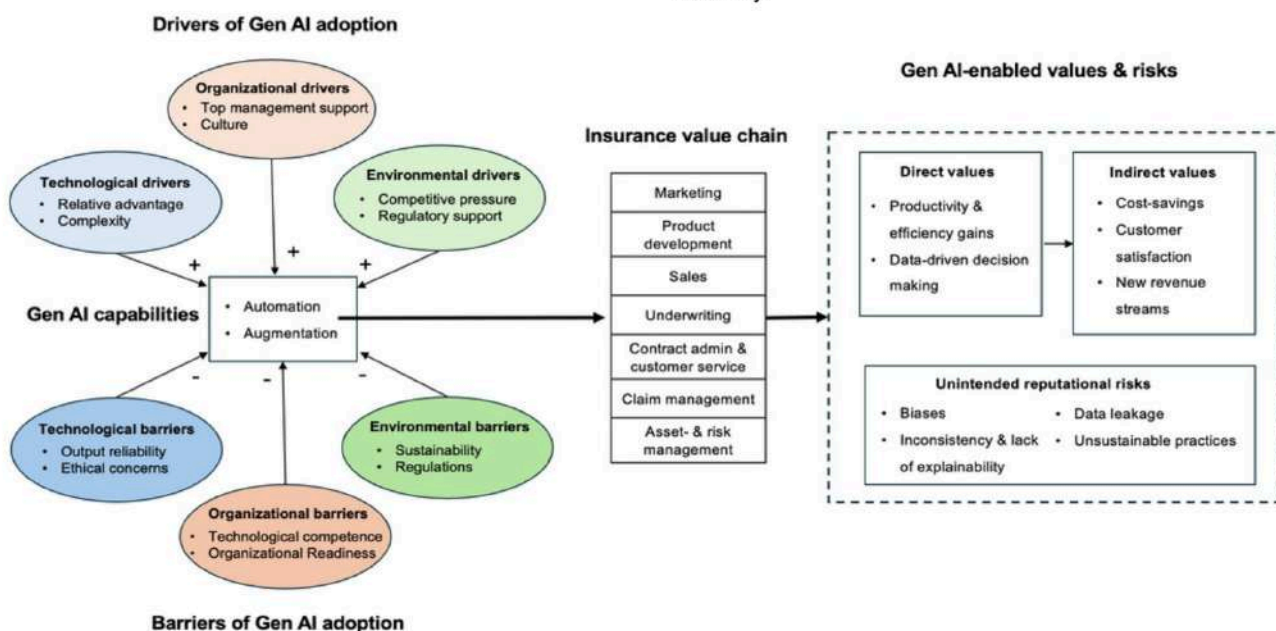 Drivers of Gen AI adoption
Organizational drivers
• Top management support
• Culture
Technological drivers
• Relative advantage
• Complexity
Environmental drivers
• Competitive pressure
• Regulatory support
+
+
+
Gen AI capabilities
• Automation
• Augmentation
-
-
-
Technological barriers
• Output reliability
• Ethical concerns
Environmental barriers
• Sustainability
• Regulations
Organizational barriers
• Technological competence
• Organizational Readiness
Barriers of Gen AI adoption
Insurance value chain
Marketing
Product
development
Sales
Underwriting
Contract admin &
customer service
Claim management
Asset- & risk
management
Gen AI-enabled values & risks
Direct values
• Productivity &
efficiency gains
• Data-driven decision
making
Indirect values
• Cost-savings
• Customer
satisfaction
• New revenue
streams
Unintended reputational risks
• Biases
• Inconsistency & lack
of explainability
• Data leakage
• Unsustainable practices